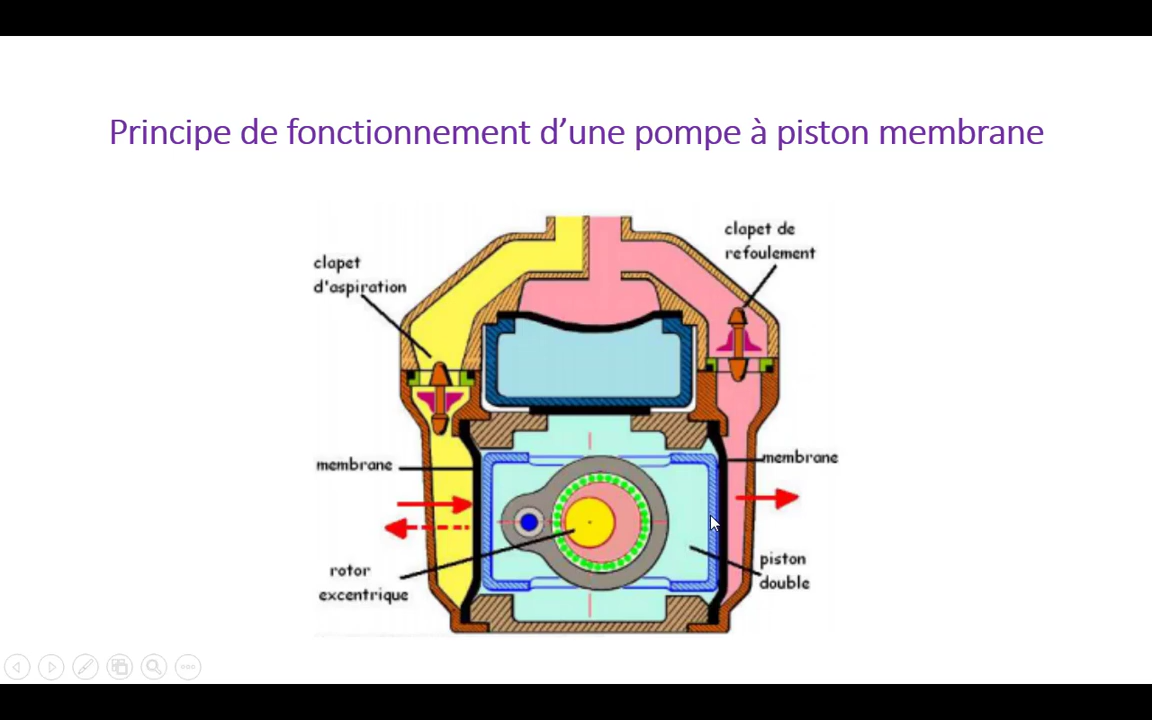 Principe de fonctionnement d’une pompe à piston membrane
clapet de
refoulement
clapet
d'aspiration
membrane
membrane
piston
double
rotor
excentrique